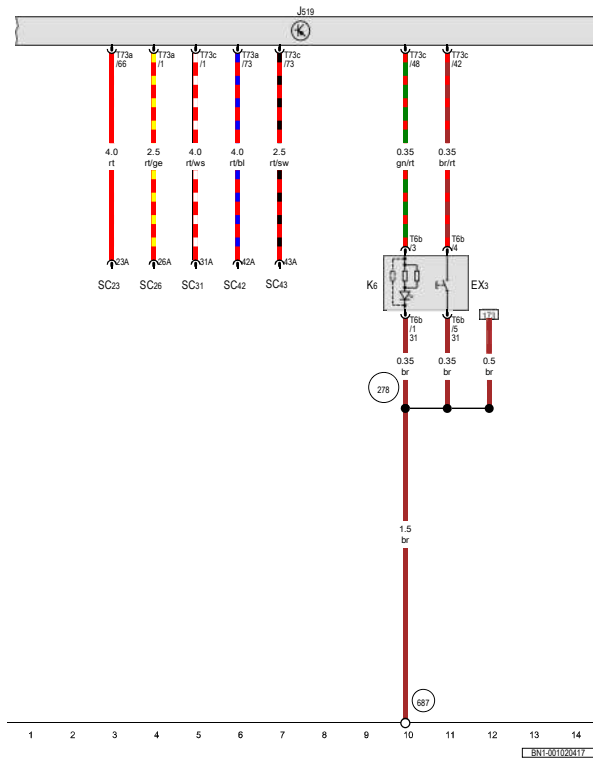 J519
T73a
/66
T73a
/1
T73c
/1
T73a
/73
T73c
/73
T73c
/48
T73c
/42
4.0
rt
2.5
rt/ge
4.0
rt/ws
4.0
rt/bl
2.5
rt/sw
0.35
gn/rt
0.35
br/rt
23A
26A
31A
42A
43A
T6b
/3
T6b
/4
SC23
SC26
SC31
SC42
SC43
K6
EX3
T6b
/1
31
T6b
/5
31
173
0.35
br
0.35
br
0.5
br
278
1.5
br
687
1 2 3 4 5 6 7 8 9 10 11 12 13 14
BN1-001020417